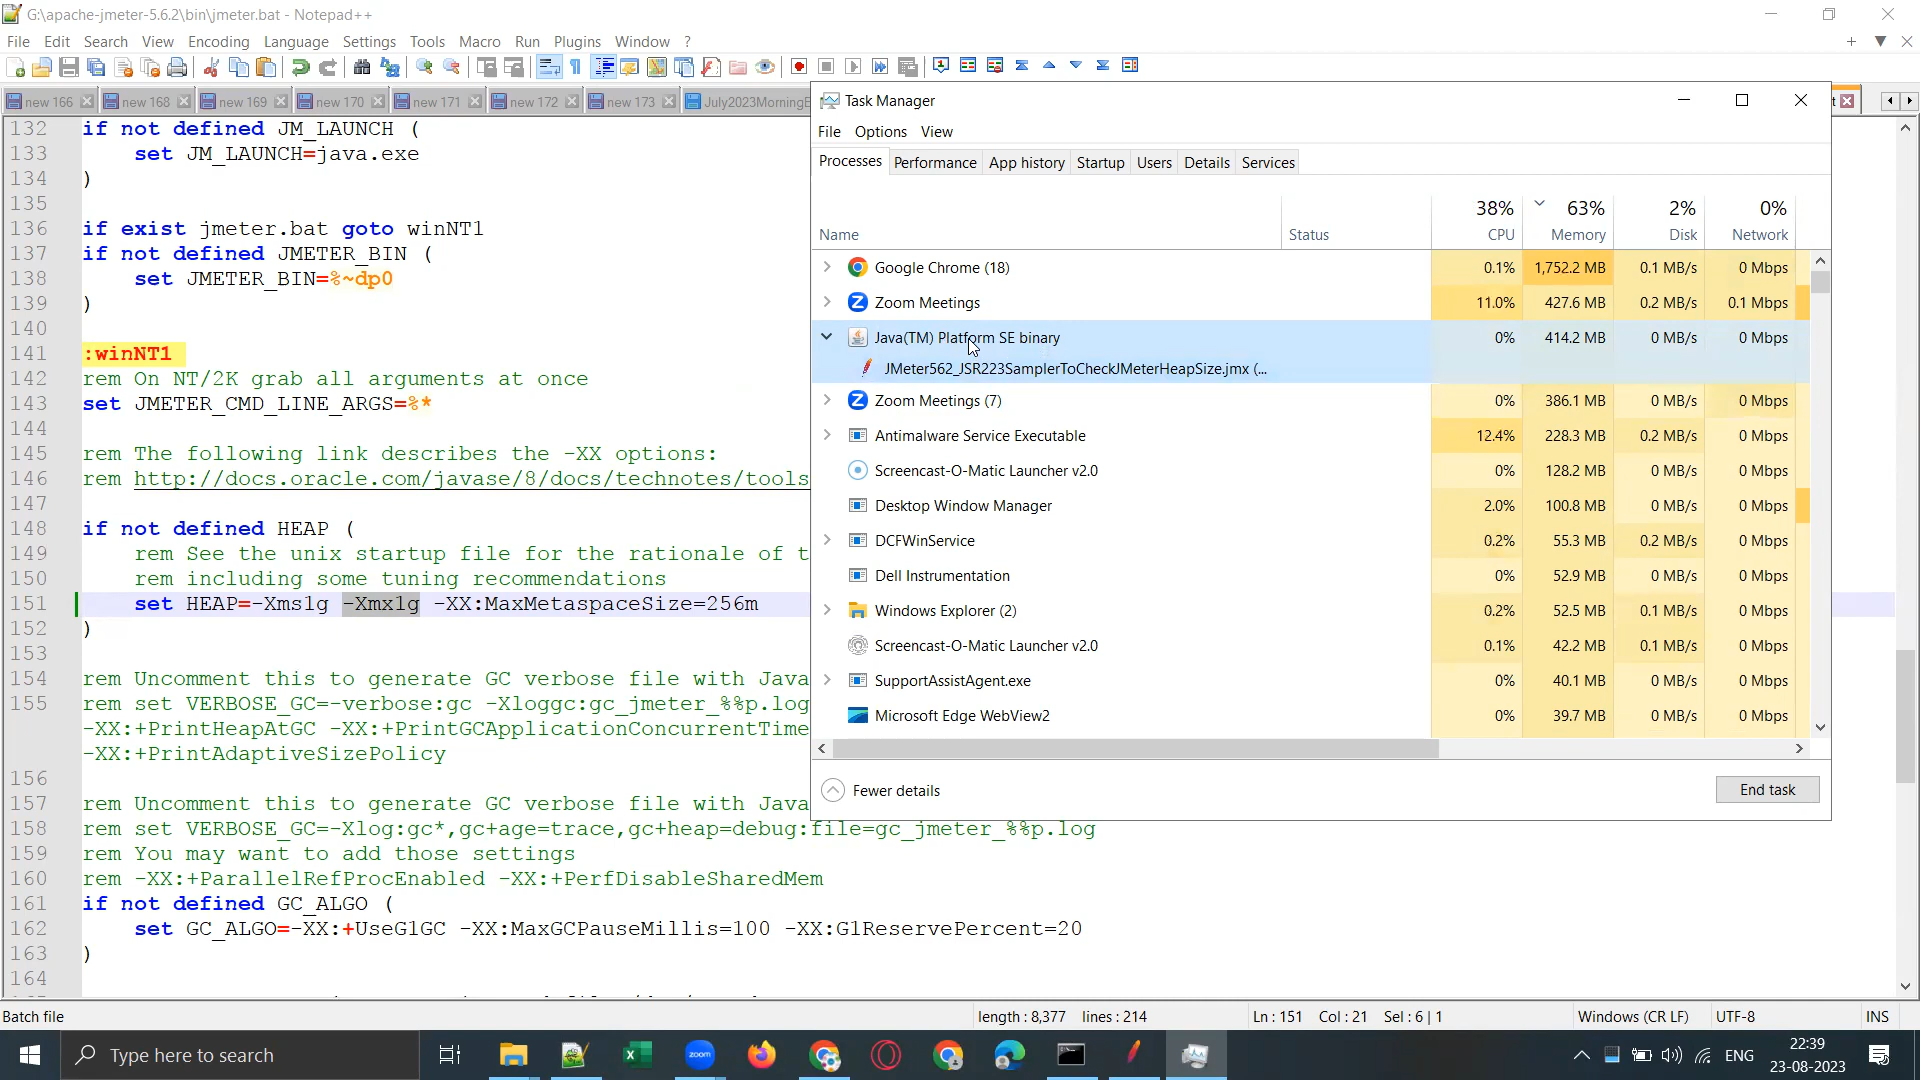 G:\apache-jmeter-5.6.2\bin\jmeter.bat - Notepad++
File Edit Search View Encoding Language Settings Tools Macro Run Plugins Window ?
new 166 new 168 new 169 new 170 new 171 new 172 new 173 July2023MorningB
132 if not defined JM_LAUNCH (
133 set JM_LAUNCH=java.exe
134 )
135
136 if exist jmeter.bat goto winNT1
137 if not defined JMETER_BIN (
138 set JMETER_BIN=%~dp0
139 )
140
141 :winNT1
142 rem On NT/2K grab all arguments at once
143 set JMETER_CMD_LINE_ARGS=%*
144
145 rem The following link describes the -XX options:
146 rem http://docs.oracle.com/javase/8/docs/technotes/tools
147
148 if not defined HEAP (
149 rem See the unix startup file for the rationale of t
150 rem including some tuning recommendations
151 set HEAP=-Xms1g -Xmx1g -XX:MaxMetaspaceSize=256m
152 )
153
154 rem Uncomment this to generate GC verbose file with Java
155 rem set VERBOSE_GC=-verbose:gc -Xloggc:gc_jmeter_%%p.log
-XX:+PrintHeapAtGC -XX:+PrintGCApplicationConcurrentTime
-XX:+PrintAdaptiveSizePolicy
156
157 rem Uncomment this to generate GC verbose file with Java
158 rem set VERBOSE_GC=-Xlog:gc*,gc+age=trace,gc+heap=debug:file=gc_jmeter_%%p.log
159 rem You may want to add those settings
160 rem -XX:+ParallelRefProcEnabled -XX:+PerfDisableSharedMem
161 if not defined GC_ALGO (
162 set GC_ALGO=-XX:+UseG1GC -XX:MaxGCPauseMillis=100 -XX:G1ReservePercent=20
163 )
164
Task Manager
File Options View
Processes Performance App history Startup Users Details Services
38% 63% 2% 0%
Name Status CPU Memory Disk Network
Google Chrome (18) 0.1% 1,752.2 MB 0.1 MB/s 0 Mbps
Zoom Meetings 11.0% 427.6 MB 0.2 MB/s 0.1 Mbps
Java(TM) Platform SE binary 0% 414.2 MB 0 MB/s 0 Mbps
JMeter562_JSR223SamplerToCheckJMeterHeapSize.jmx (...
Zoom Meetings (7) 0% 386.1 MB 0 MB/s 0 Mbps
Antimalware Service Executable 12.4% 228.3 MB 0.2 MB/s 0 Mbps
Screencast-O-Matic Launcher v2.0 0% 128.2 MB 0 MB/s 0 Mbps
Desktop Window Manager 2.0% 100.8 MB 0 MB/s 0 Mbps
DCFWinService 0.2% 55.3 MB 0.2 MB/s 0 Mbps
Dell Instrumentation 0% 52.9 MB 0 MB/s 0 Mbps
Windows Explorer (2) 0.2% 52.5 MB 0.1 MB/s 0 Mbps
Screencast-O-Matic Launcher v2.0 0.1% 42.2 MB 0.1 MB/s 0 Mbps
SupportAssistAgent.exe 0% 40.1 MB 0 MB/s 0 Mbps
Microsoft Edge WebView2 0% 39.7 MB 0 MB/s 0 Mbps
Fewer details End task
Batch file length : 8,377 lines : 214 Ln : 151 Col : 21 Sel : 6 | 1 Windows (CR LF) UTF-8 INS
Type here to search zoom ENG 22:39
23-08-2023